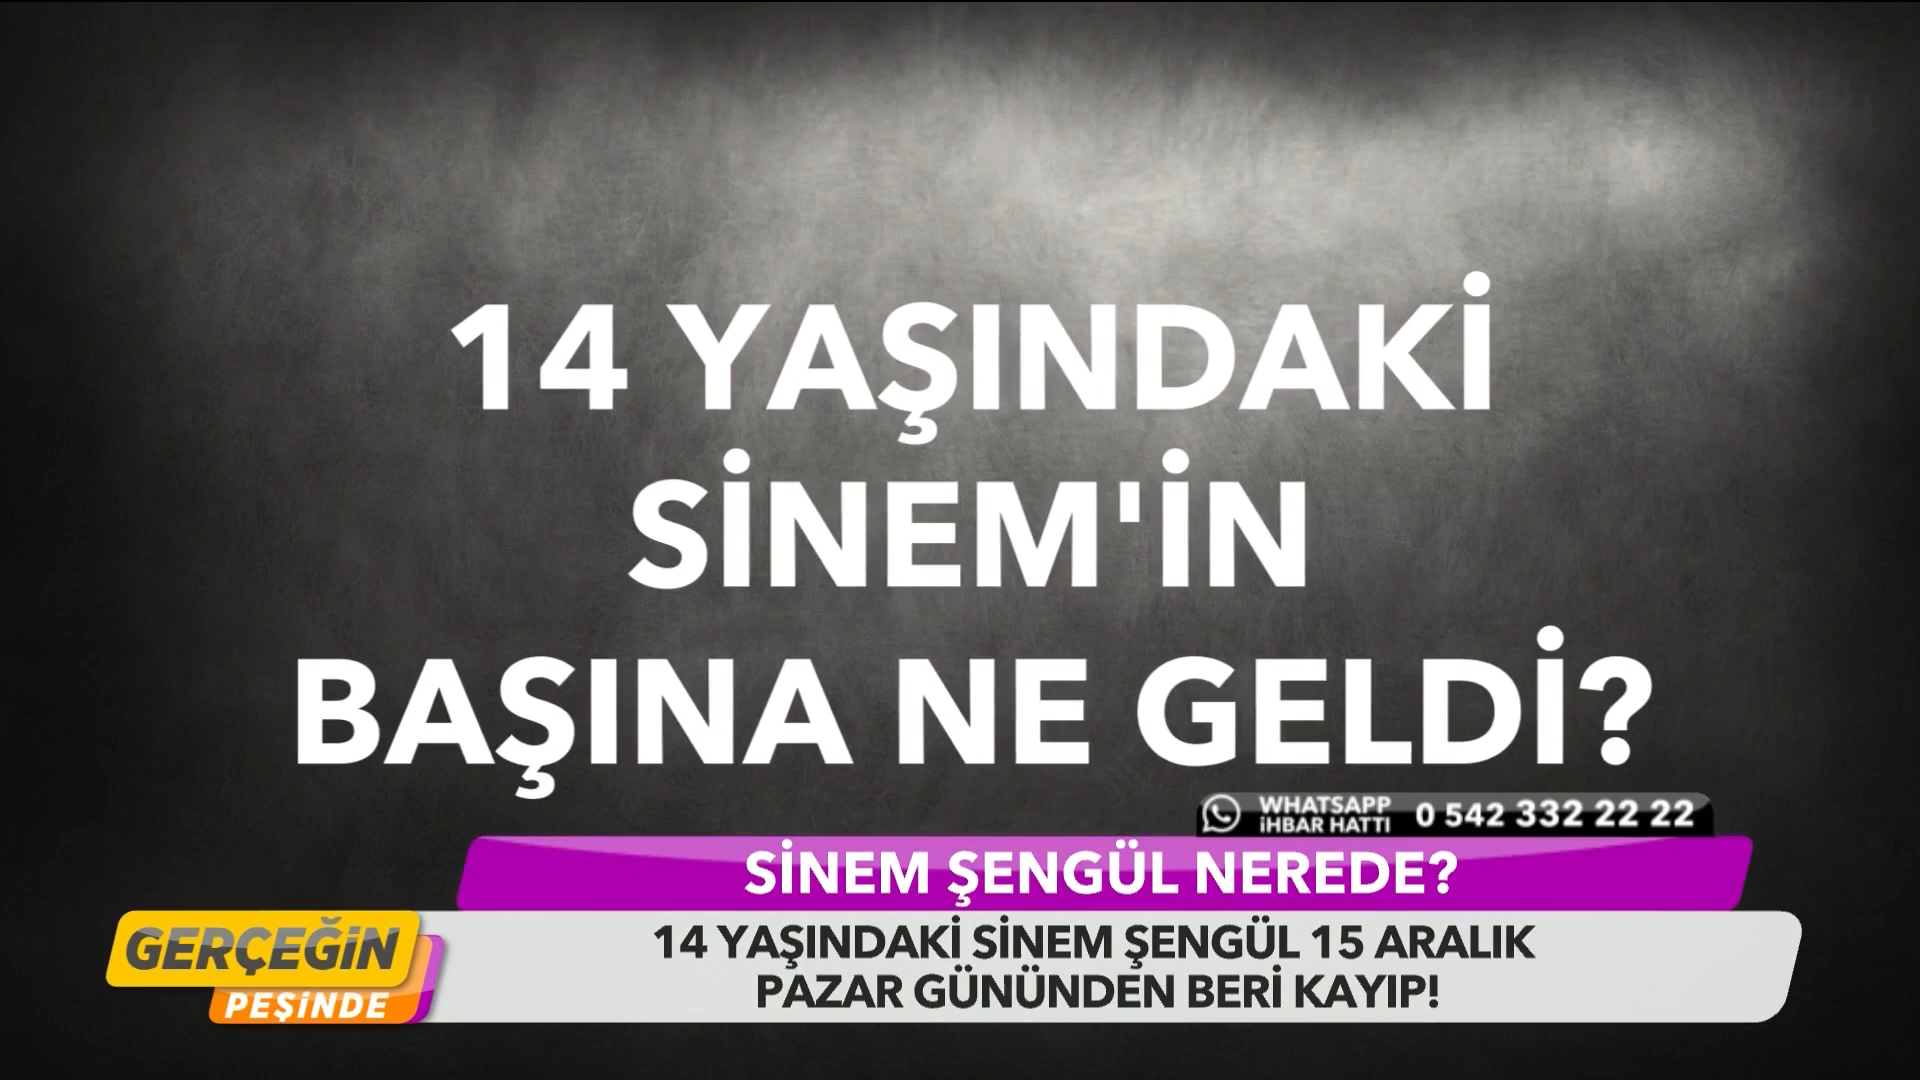 14 YAŞINDAKİ
SİNEM'İN
BAŞINA NE GELDİ?
WHATSAPP
İHBAR HATTI
0 542 332 22 22
SİNEM ŞENGÜL NEREDE?
GERÇEĞİN
PEŞİNDE
14 YAŞINDAKİ SİNEM ŞENGÜL 15 ARALIK
PAZAR GÜNÜNDEN BERİ KAYIP!